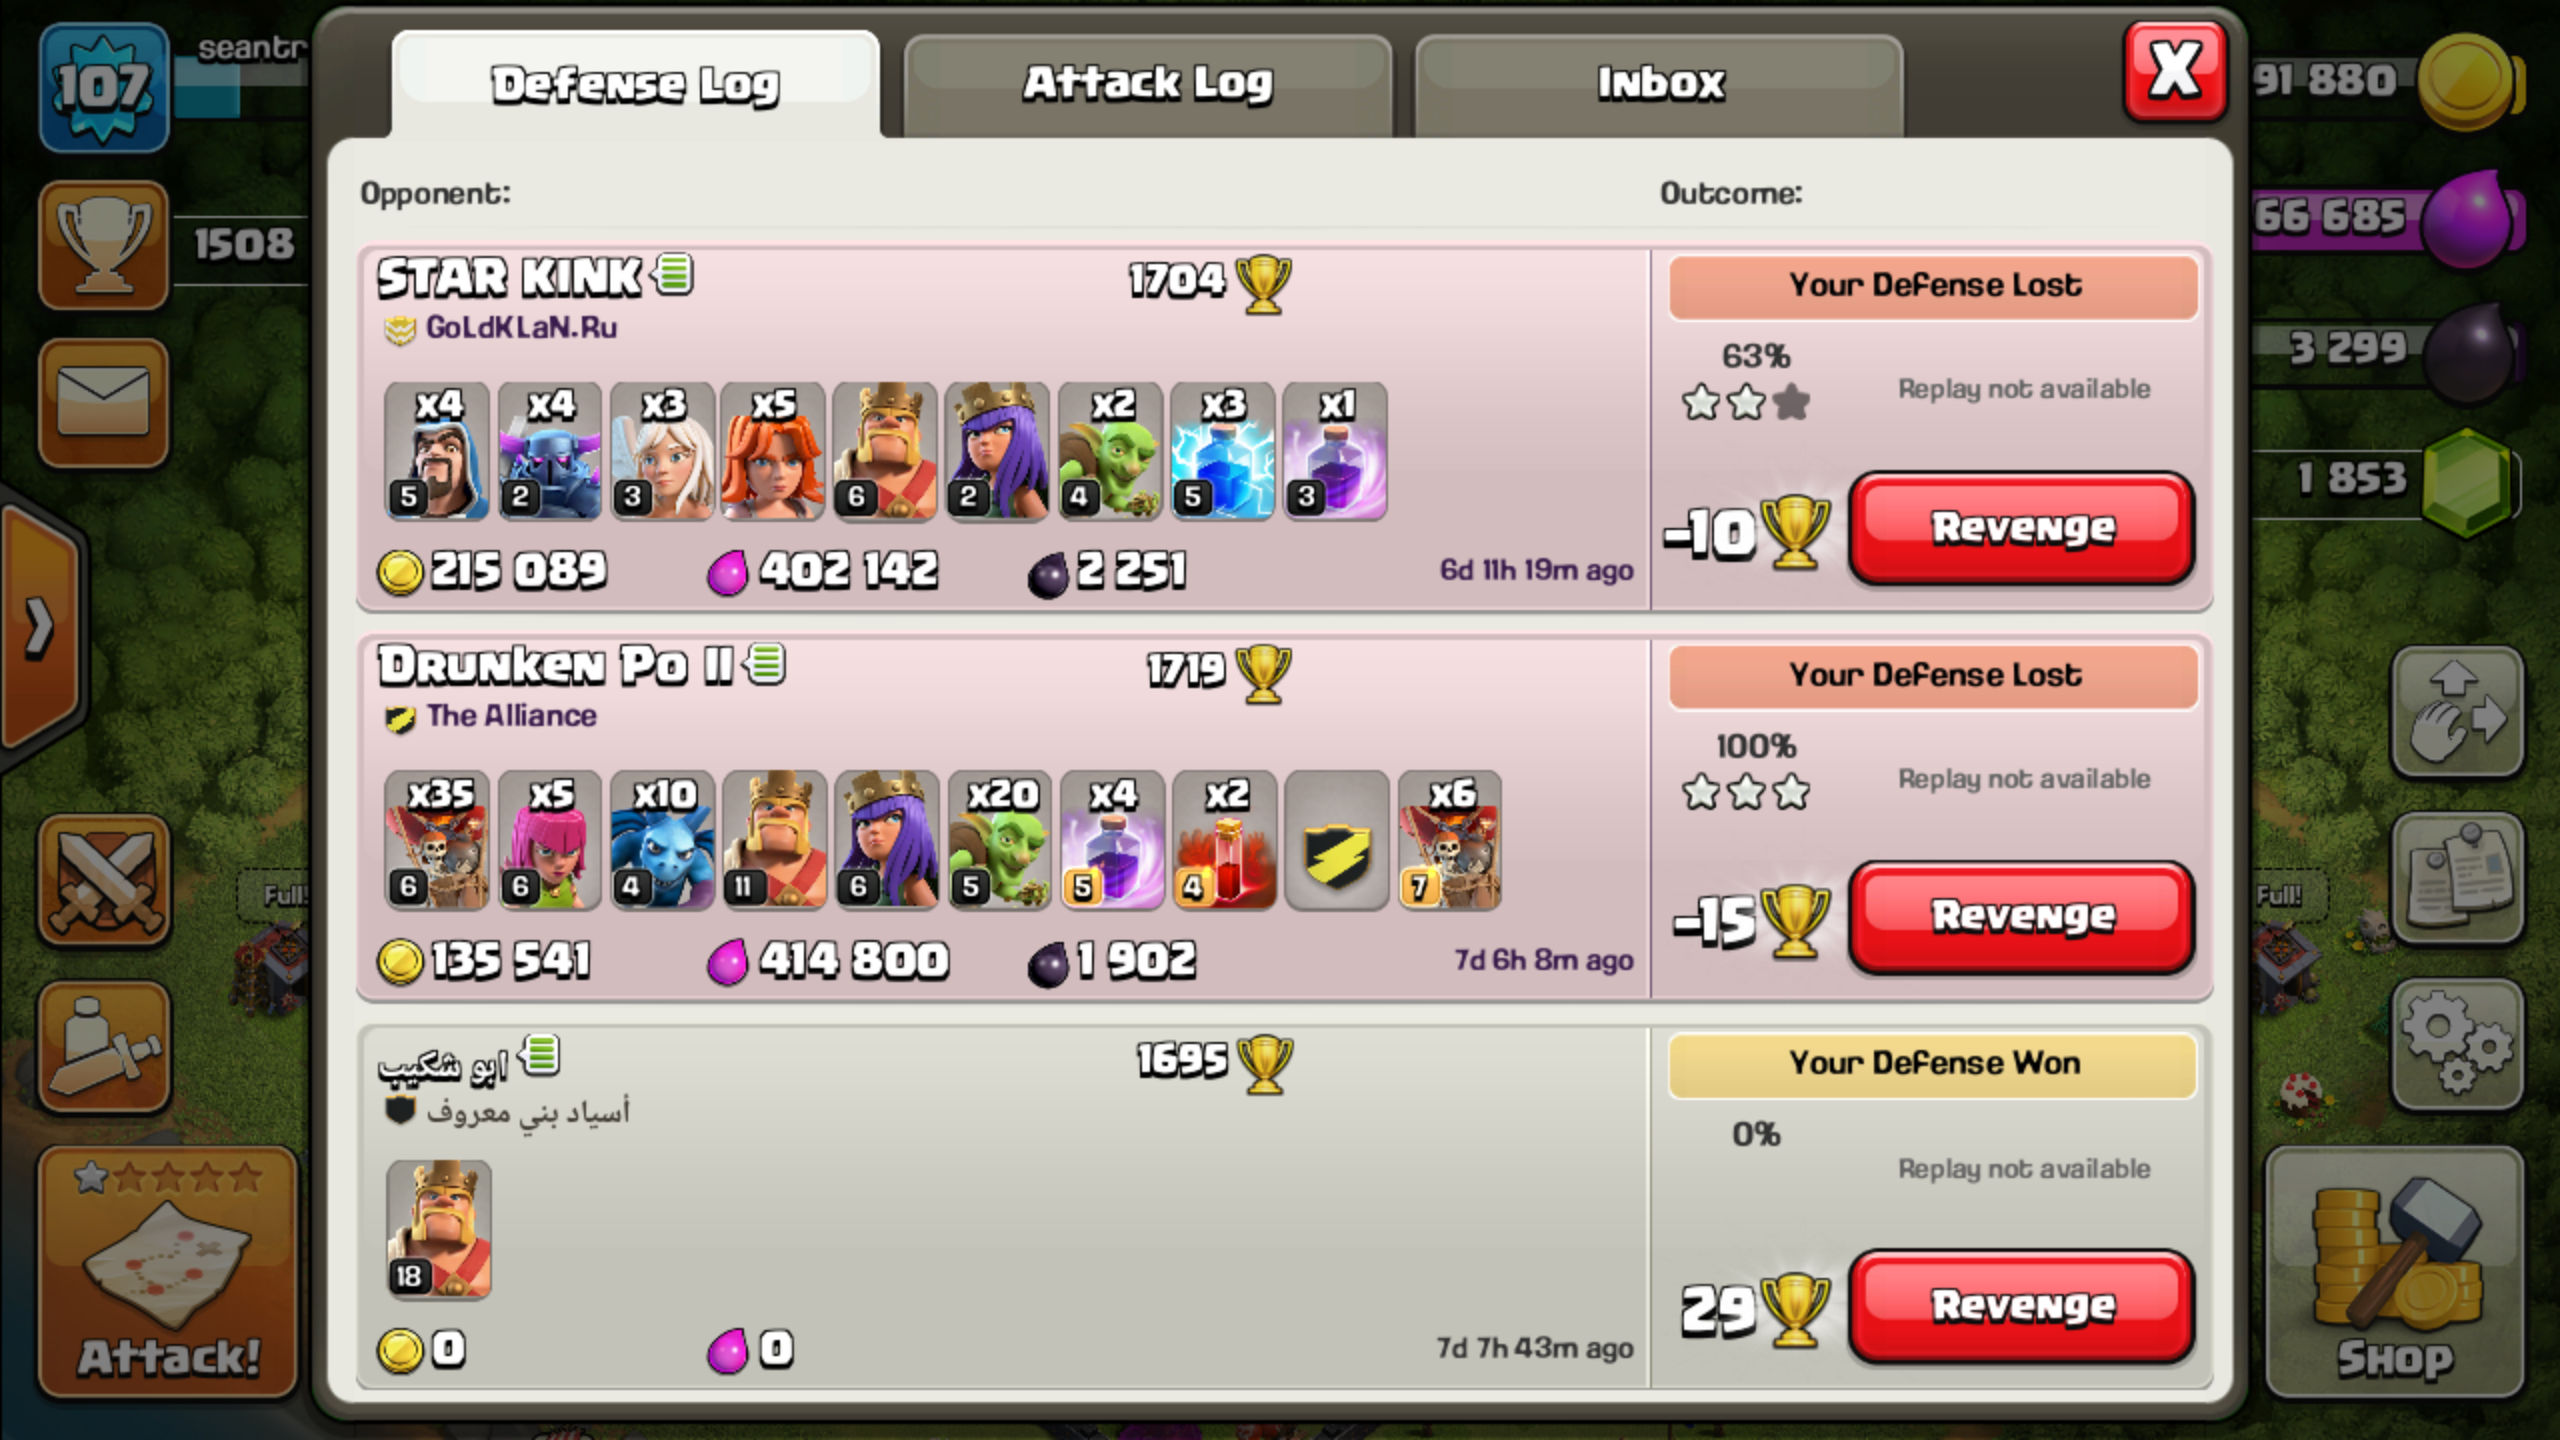 107
seantr
Defense Log
Attack Log
Inbox
X
91 880
1508
66 685
3 299
1 853
Opponent:
Outcome:
STAR KINK
1704
GoLdKLaN.Ru
x4 x4 x3 x5 x2 x3 x1
5 2 3 6 2 4 5 3
215 089
402 142
2 251
6d 11h 19m ago
Your Defense Lost
63%
Replay not available
-10
Revenge
Drunken Po II
1719
The Alliance
x35 x5 x10 x20 x4 x2 x6
6 6 4 11 6 5 5 4 7
135 541
414 800
1 902
7d 6h 8m ago
Your Defense Lost
100%
Replay not available
-15
Revenge
ابو شكيب
1695
أسياد بني معروف
18
0
0
7d 7h 43m ago
Your Defense Won
0%
Replay not available
29
Revenge
Full!
Full!
Attack!
Shop